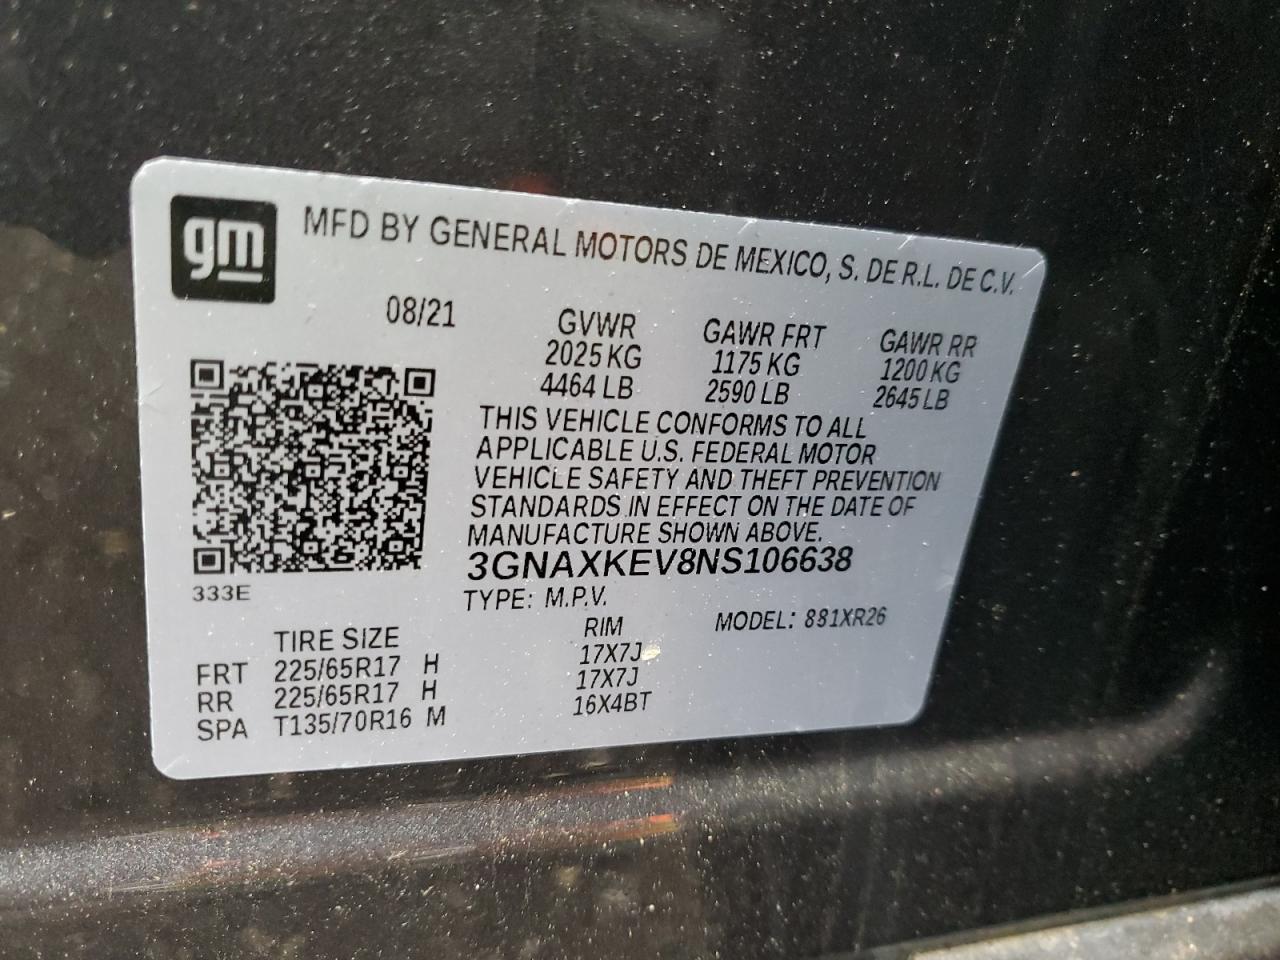 gm
MFD BY GENERAL MOTORS DE MEXICO, S. DE R.L. DE C.V.
08/21 GVWR GAWR FRT GAWR RR
2025 KG 1175 KG 1200 KG
4464 LB 2590 LB 2645 LB
THIS VEHICLE CONFORMS TO ALL
APPLICABLE U.S. FEDERAL MOTOR
VEHICLE SAFETY AND THEFT PREVENTION
STANDARDS IN EFFECT ON THE DATE OF
MANUFACTURE SHOWN ABOVE.
3GNAXKEV8NS106638
333E
TYPE: M.P.V. MODEL: 881XR26
TIRE SIZE RIM
FRT 225/65R17 H 17X7J
RR 225/65R17 H 17X7J
SPA T135/70R16 M 16X4BT